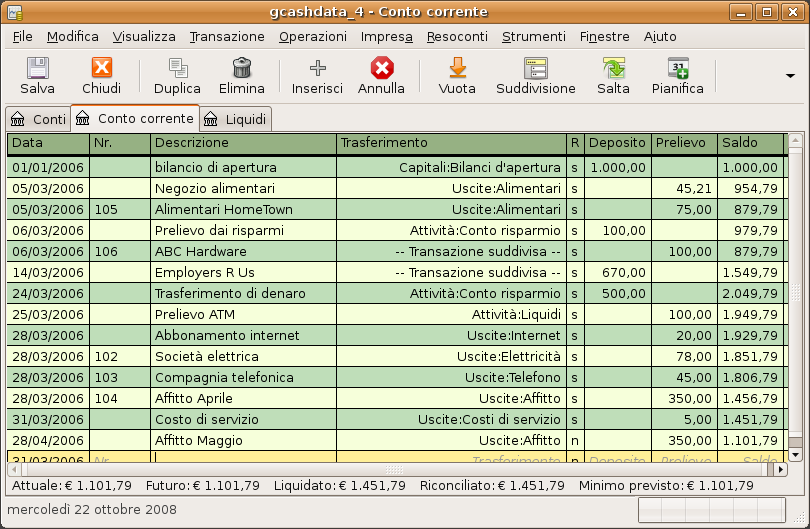 gcashdata_4 - Conto corrente
File Modifica Visualizza Transazione Operazioni Impresa Resoconti Strumenti Finestre Aiuto
Salva Chiudi Duplica Elimina Inserisci Annulla Vuota Suddivisione Salta Pianifica
Conti Conto corrente Liquidi
Data Nr. Descrizione Trasferimento R Deposito Prelievo Saldo
01/01/2006 bilancio di apertura Capitali:Bilanci d'apertura s 1.000,00 1.000,00
05/03/2006 Negozio alimentari Uscite:Alimentari s 45,21 954,79
05/03/2006 105 Alimentari HomeTown Uscite:Alimentari s 75,00 879,79
06/03/2006 Prelievo dai risparmi Attività:Conto risparmio s 100,00 979,79
06/03/2006 106 ABC Hardware -- Transazione suddivisa -- s 100,00 879,79
14/03/2006 Employers R Us -- Transazione suddivisa -- s 670,00 1.549,79
24/03/2006 Trasferimento di denaro Attività:Conto risparmio s 500,00 2.049,79
25/03/2006 Prelievo ATM Attività:Liquidi s 100,00 1.949,79
28/03/2006 Abbonamento internet Uscite:Internet s 20,00 1.929,79
28/03/2006 102 Società elettrica Uscite:Elettricità s 78,00 1.851,79
28/03/2006 103 Compagnia telefonica Uscite:Telefono s 45,00 1.806,79
28/03/2006 104 Affitto Aprile Uscite:Affitto s 350,00 1.456,79
31/03/2006 Costo di servizio Uscite:Costi di servizio s 5,00 1.451,79
28/04/2006 Affitto Maggio Uscite:Affitto n 350,00 1.101,79
31/03/2006 Nr. Trasferimento n Deposito Prelievo Saldo
Attuale: € 1.101,79 Futuro: € 1.101,79 Liquidato: € 1.451,79 Riconciliato: € 1.451,79 Minimo previsto: € 1.101,79
mercoledì 22 ottobre 2008